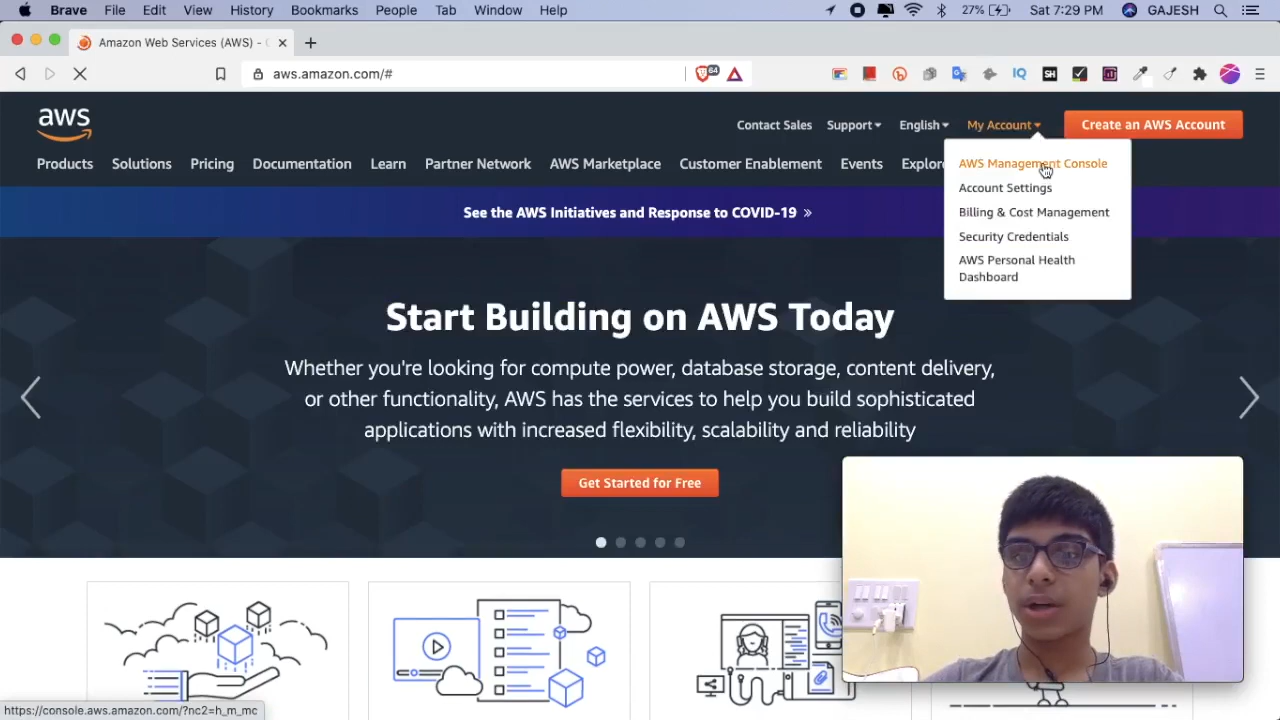 Brave File Edit View History Bookmarks People Tab Window Help 27% Sat 7:29 PM GAJESH
Amazon Web Services (AWS) - 
64
aws.amazon.com/#
IQ SH
aws
Contact Sales Support English My Account Create an AWS Account
Products Solutions Pricing Documentation Learn Partner Network AWS Marketplace Customer Enablement Events Explore
AWS Management Console
Account Settings
Billing & Cost Management
Security Credentials
AWS Personal Health
Dashboard
See the AWS Initiatives and Response to COVID-19 »
Start Building on AWS Today
Whether you're looking for compute power, database storage, content delivery,
or other functionality, AWS has the services to help you build sophisticated
applications with increased flexibility, scalability and reliability
Get Started for Free
https://console.aws.amazon.com/?nc2=h_m_mc